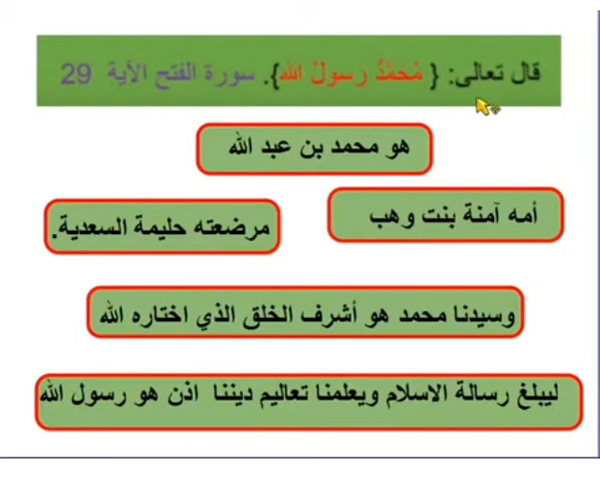 قال تعالى: { مُحَمَّدٌ رَسولُ الله}. سورة الفتح الآية 29
هو محمد بن عبد الله
أمه آمنة بنت وهب
مرضعته حليمة السعدية.
وسيدنا محمد هو أشرف الخلق الذي اختاره الله
ليبلغ رسالة الاسلام ويعلمنا تعاليم ديننا اذن هو رسول الله